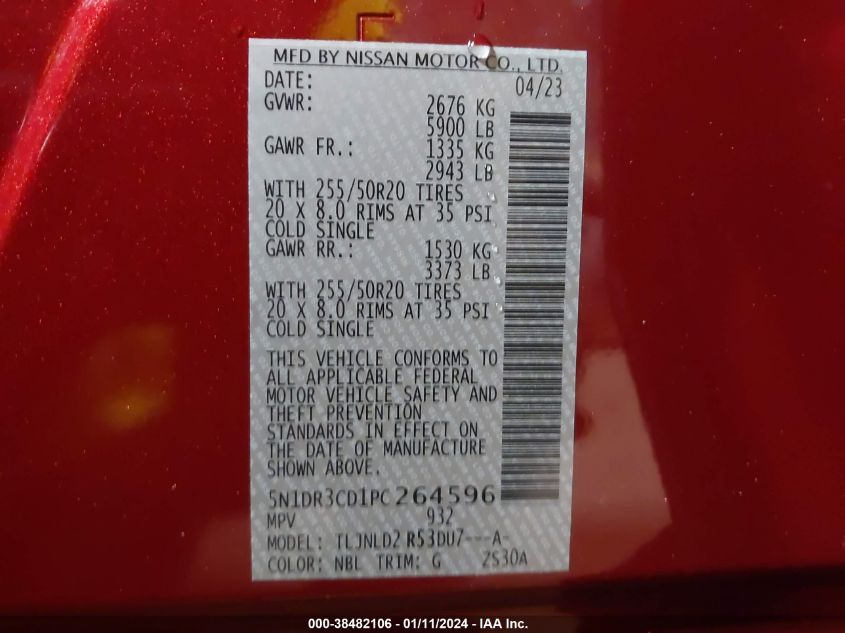 MFD BY NISSAN MOTOR CO., LTD.
DATE: 04/23
GVWR: 2676 KG
5900 LB
GAWR FR.: 1335 KG
2943 LB
WITH 255/50R20 TIRES
20 X 8.0 RIMS AT 35 PSI
COLD SINGLE
GAWR RR.: 1530 KG
3373 LB
WITH 255/50R20 TIRES
20 X 8.0 RIMS AT 35 PSI
COLD SINGLE
THIS VEHICLE CONFORMS TO
ALL APPLICABLE FEDERAL
MOTOR VEHICLE SAFETY AND
THEFT PREVENTION
STANDARDS IN EFFECT ON
THE DATE OF MANUFACTURE
SHOWN ABOVE.
5N1DR3CD1PC264596
MPV 932
MODEL: TLJNLD2 R53DU7---A-
COLOR: NBL TRIM: G ZS30A
000-38482106 - 01/11/2024 - IAA Inc.